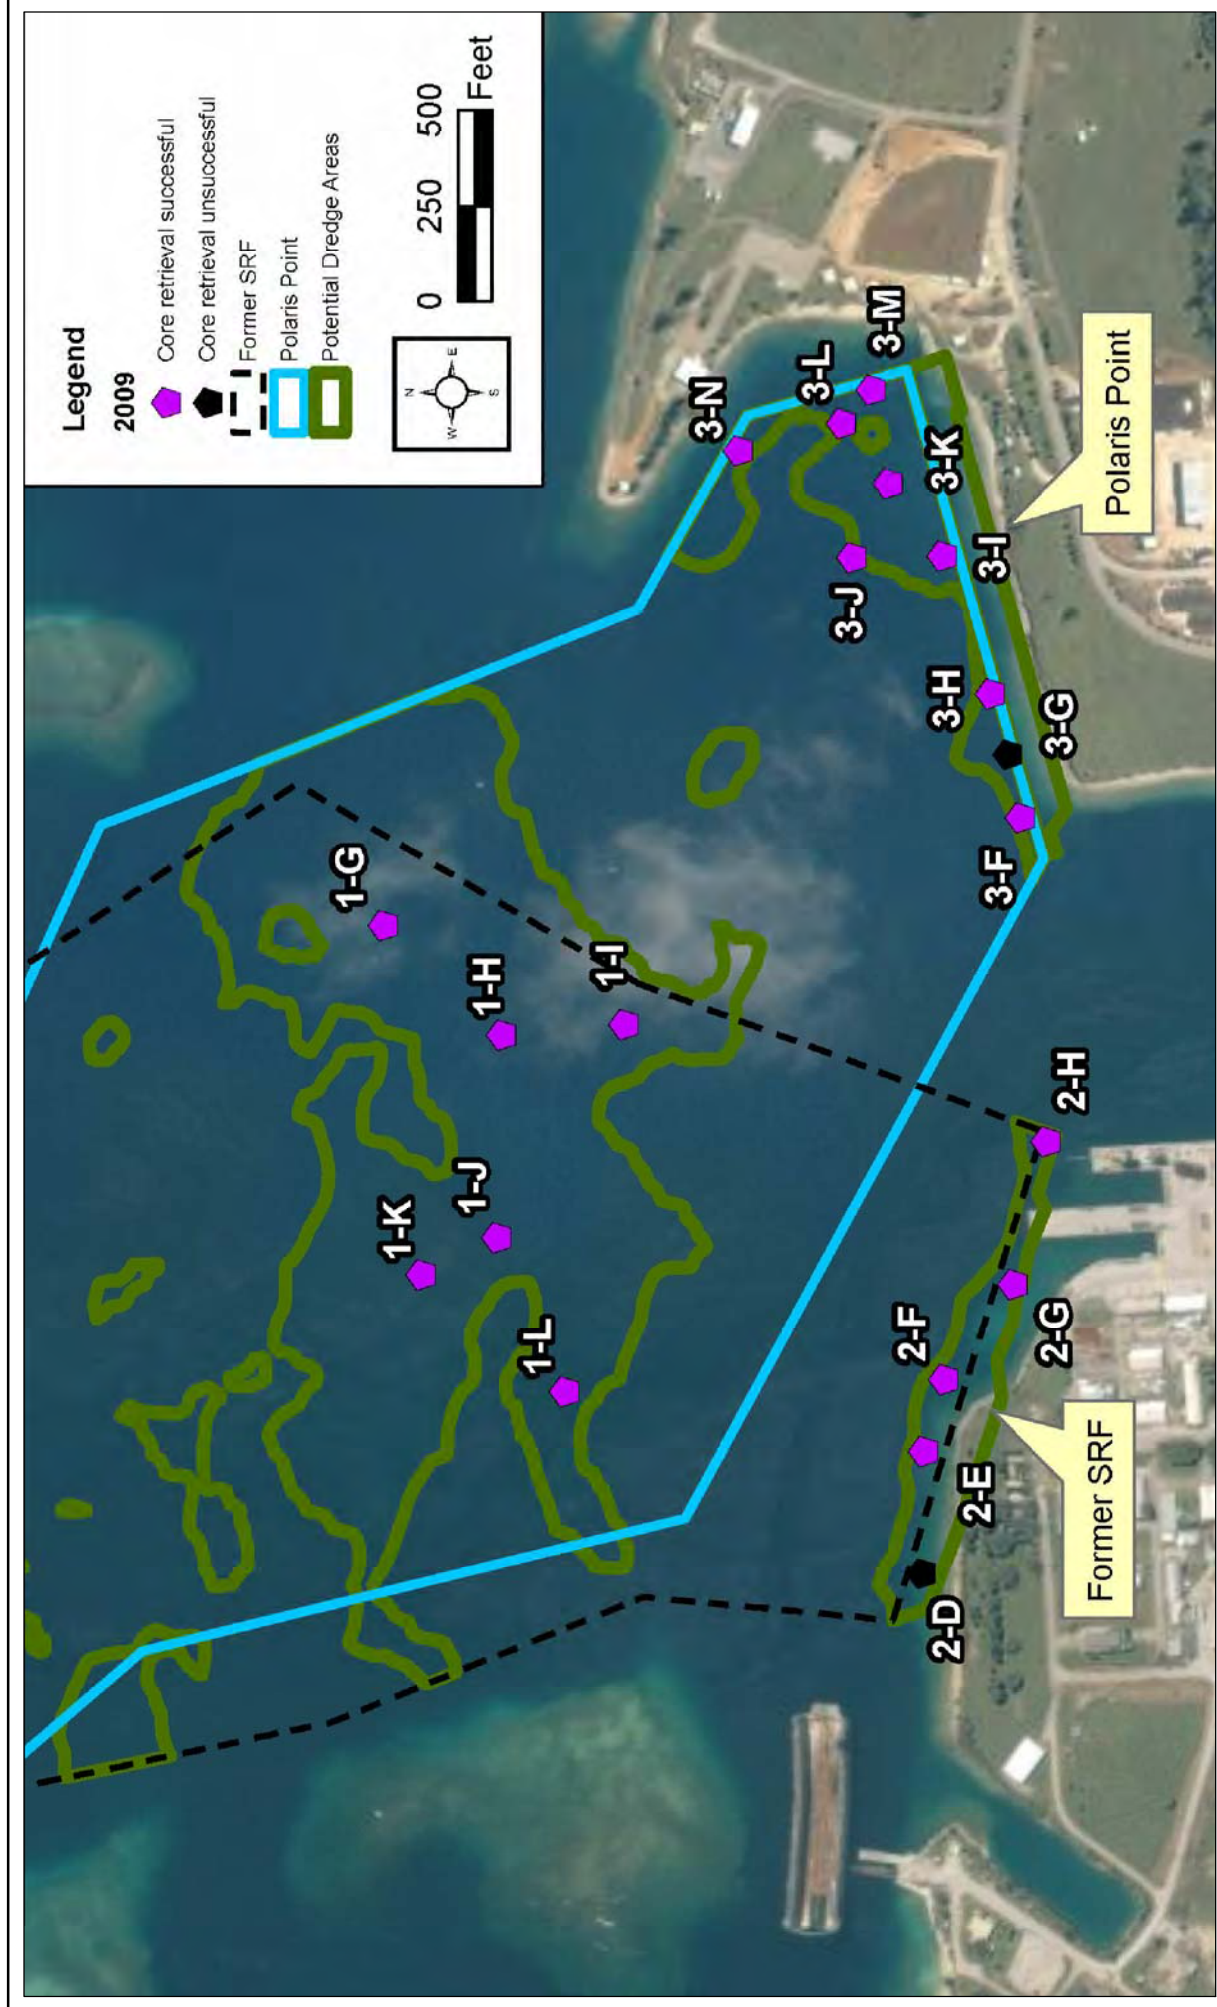 Legend
2009
Core retrieval successful
Core retrieval unsuccessful
Former SRF
Polaris Point
Potential Dredge Areas
N
W
E
S
0
250
500
Feet
1-G
1-H
1-I
1-J
1-K
1-L
3-N
3-L
3-M
3-K
3-J
3-I
3-H
3-G
3-F
2-H
2-G
2-F
2-E
2-D
Polaris Point
Former SRF